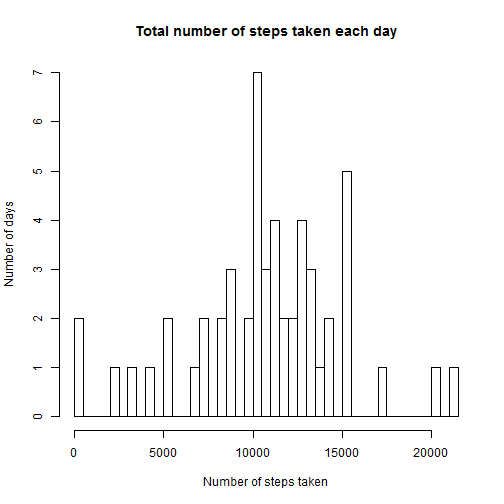 Total number of steps taken each day
7
6
5
4
3
2
1
0
Number of days
0 5000 10000 15000 20000
Number of steps taken